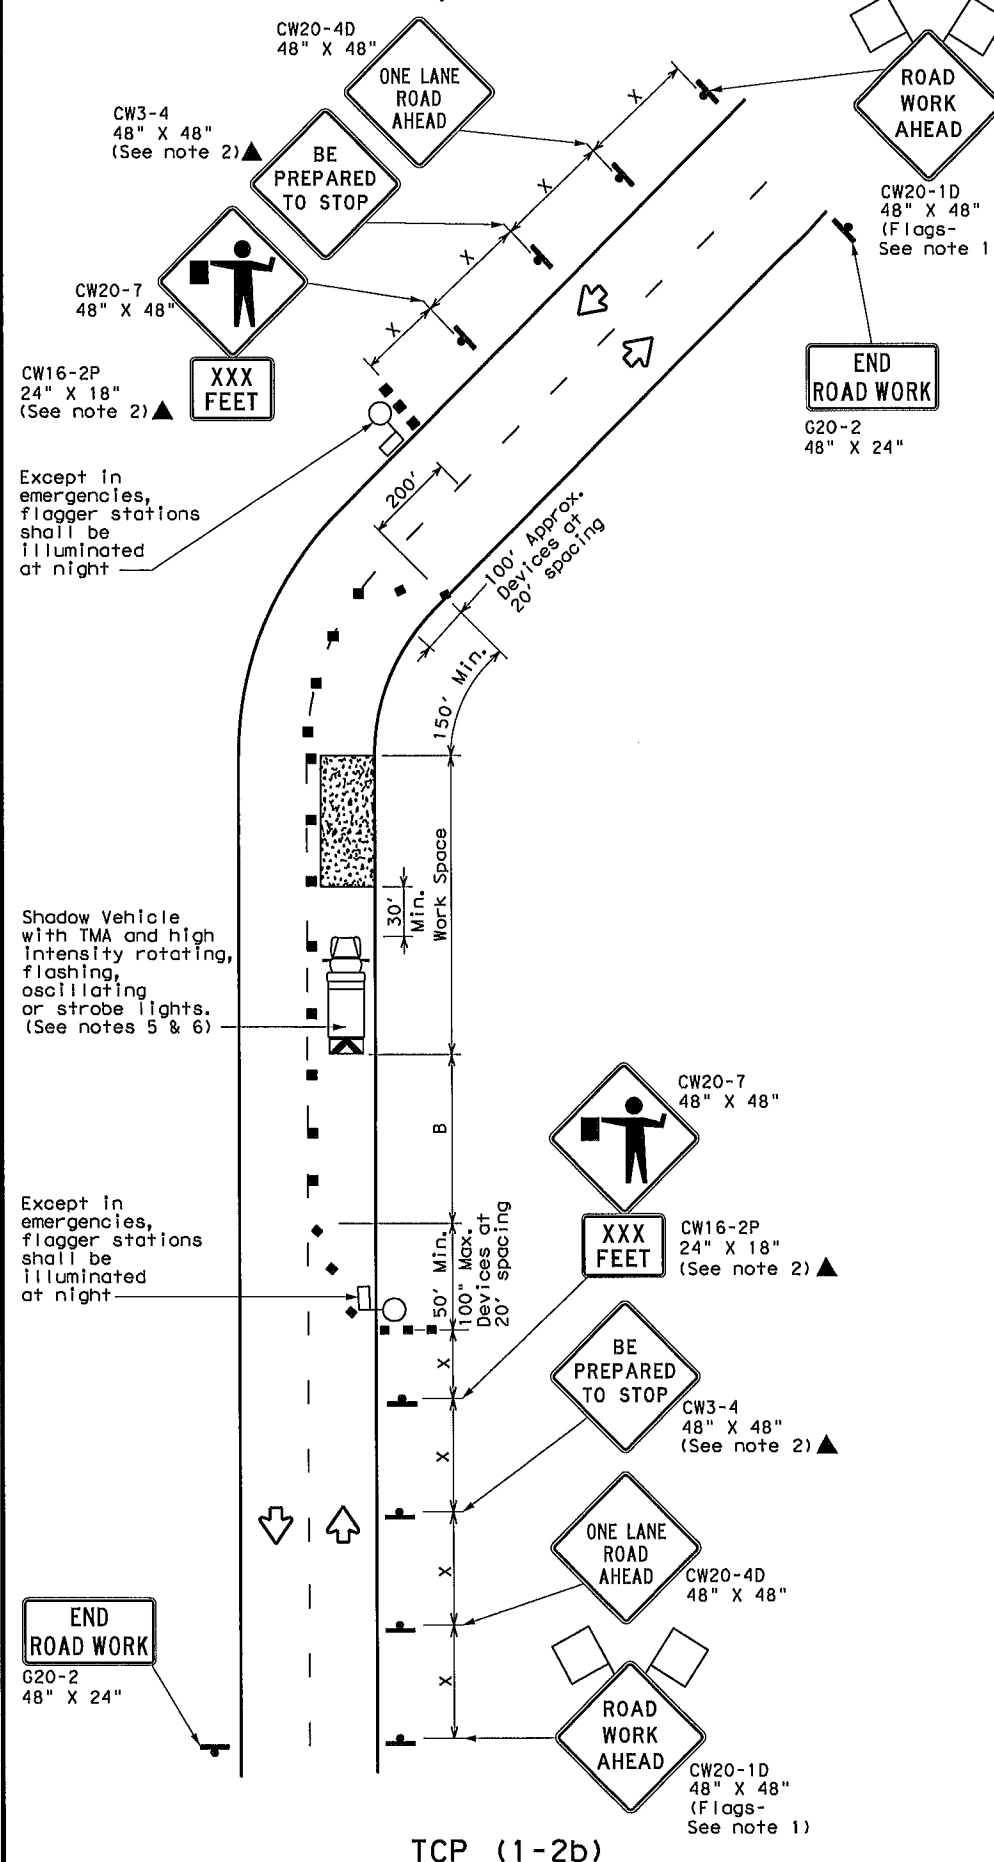 CW20-4D
48" X 48"
ONE LANE
ROAD
AHEAD
ROAD
WORK
AHEAD
CW3-4
48" X 48"
(See note 2)▲
BE
PREPARED
TO STOP
X
X
X
X
CW20-1D
48" X 48"
(Flags-
See note 1
CW20-7
48" X 48"
CW16-2P
24" X 18"
(See note 2)▲
XXX
FEET
END
ROAD WORK
G20-2
48" X 24"
Except in
emergencies,
flagger stations
shall be
illuminated
at night
200'
100' Approx.
Devices at
20' spacing
150' Min.
Work Space
30'
Min.
Shadow Vehicle
with TMA and high
intensity rotating,
flashing,
oscillating
or strobe lights.
(See notes 5 & 6)
B
CW20-7
48" X 48"
XXX
FEET
CW16-2P
24" X 18"
(See note 2)▲
Except in
emergencies,
flagger stations
shall be
illuminated
at night
50' Min.
100" Max.
Devices at
20' spacing
X
BE
PREPARED
TO STOP
CW3-4
48" X 48"
(See note 2)▲
X
X
ONE LANE
ROAD
AHEAD
CW20-4D
48" X 48"
X
END
ROAD WORK
G20-2
48" X 24"
ROAD
WORK
AHEAD
CW20-1D
48" X 48"
(Flags-
See note 1)
TCP (1-2b)